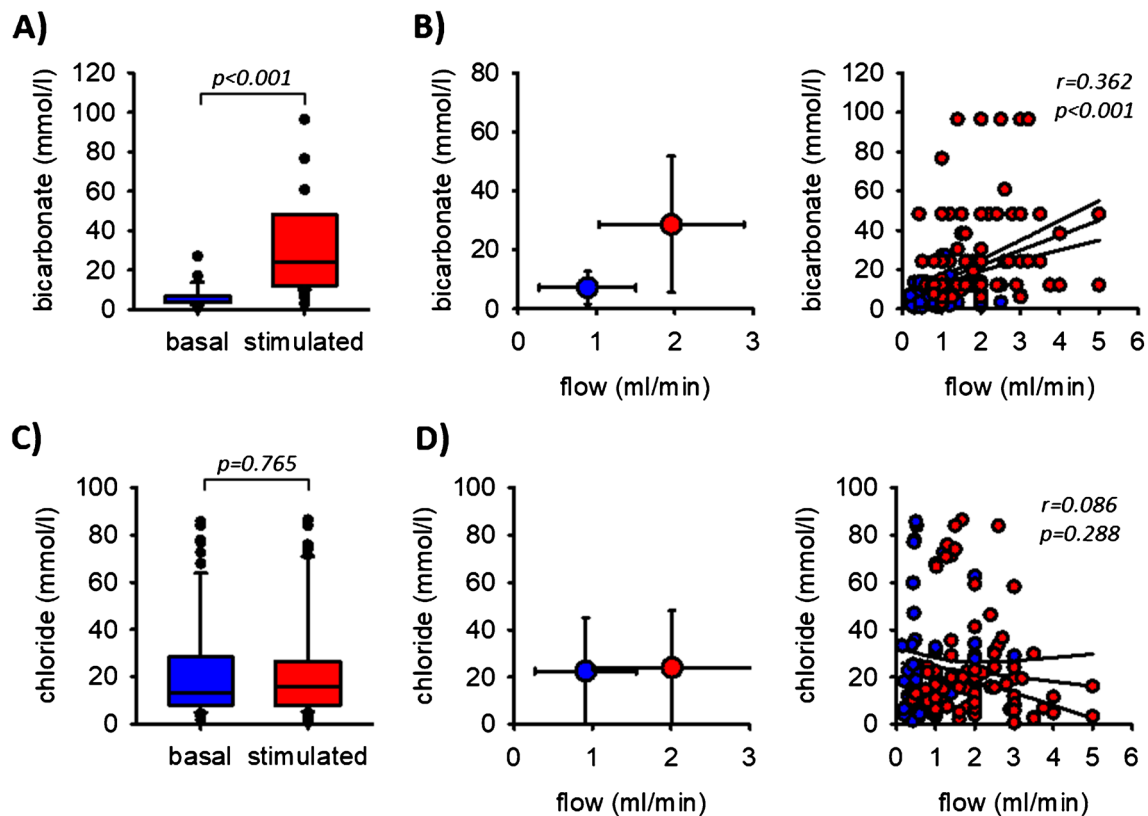 A)
bicarbonate (mmol/l)
120
100
80
60
40
20
0
p<0.001
basal stimulated
B)
bicarbonate (mmol/l)
80
60
40
20
0
0 1 2 3
flow (ml/min)
bicarbonate (mmol/l)
120
100
80
60
40
20
0
r=0.362
p<0.001
0 1 2 3 4 5 6
flow (ml/min)
C)
chloride (mmol/l)
100
80
60
40
20
0
p=0.765
basal stimulated
D)
chloride (mmol/l)
100
80
60
40
20
0
0 1 2 3
flow (ml/min)
chloride (mmol/l)
100
80
60
40
20
0
r=0.086
p=0.288
0 1 2 3 4 5 6
flow (ml/min)